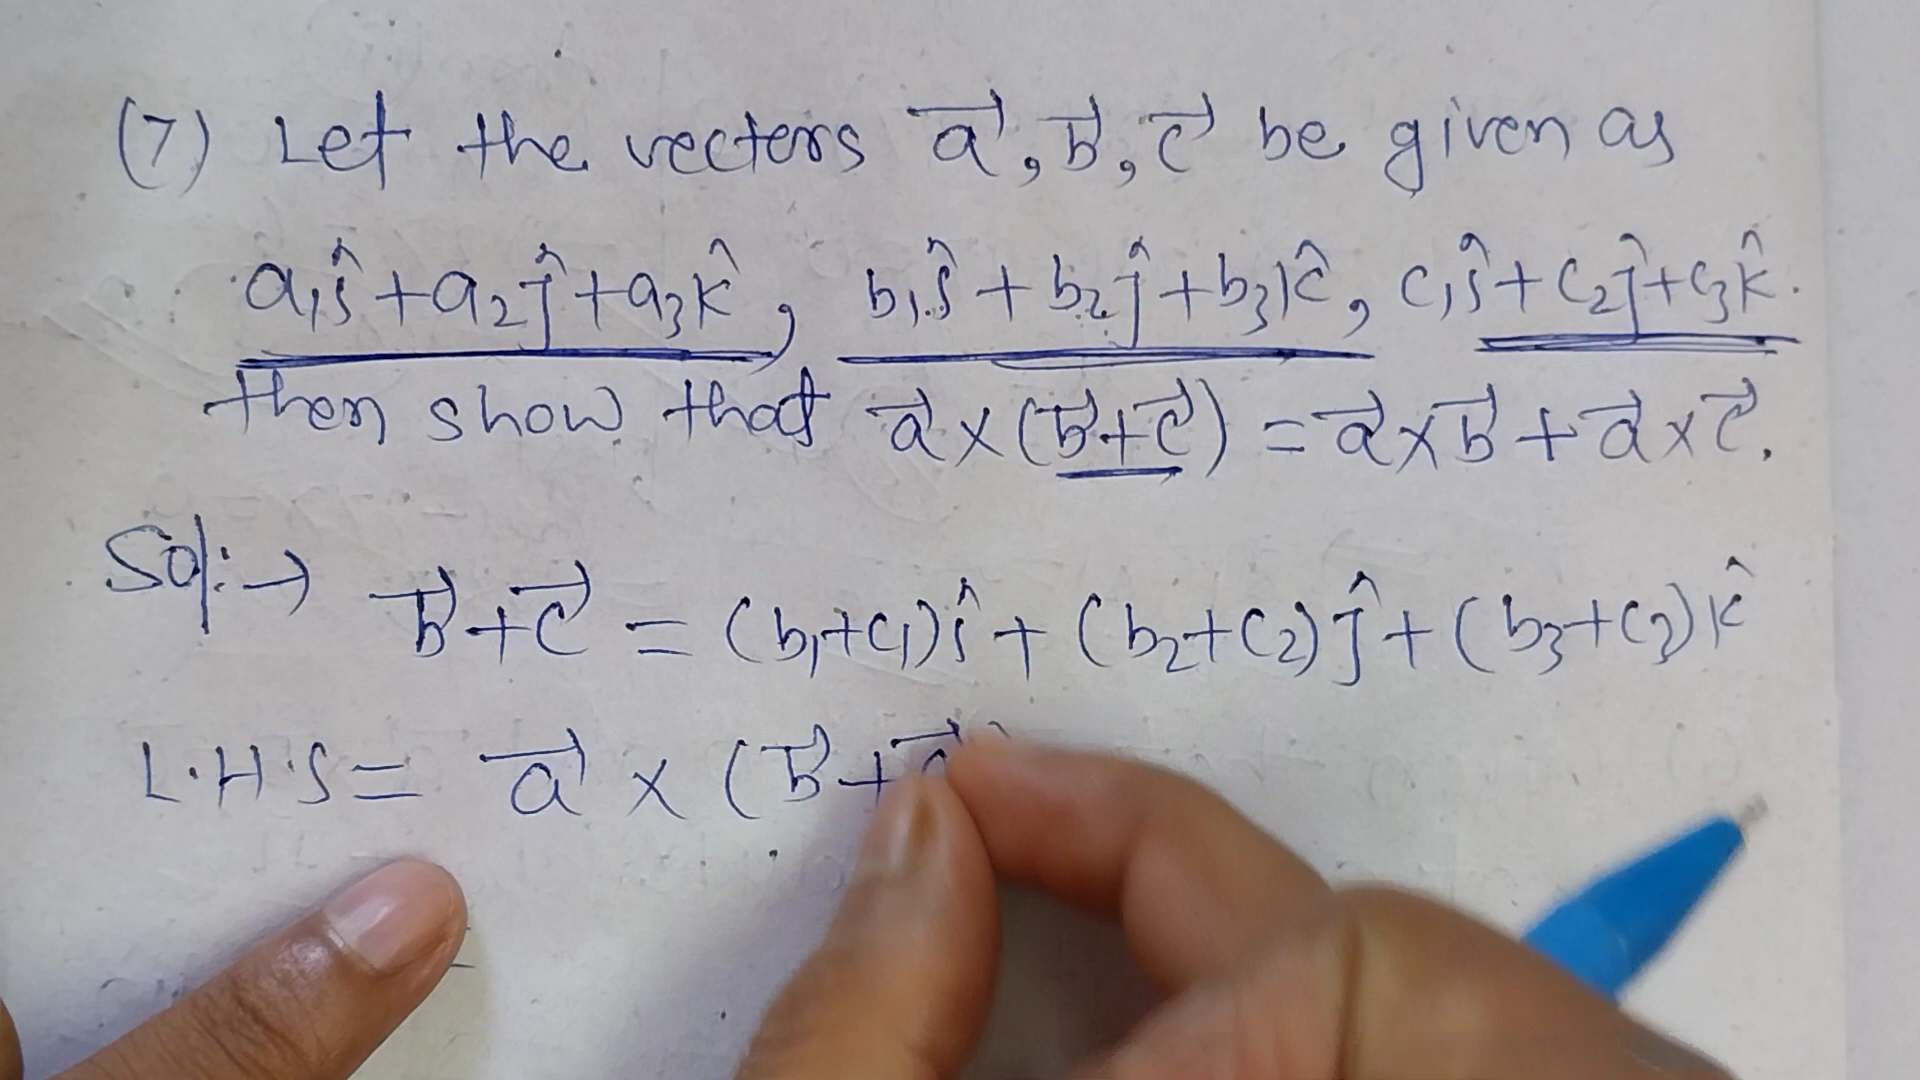 (7) Let the vecters a⃗, b⃗, c⃗ be given as
a₁î + a₂ĵ + a₃k̂, b₁î + b₂ĵ + b₃k̂, c₁î + c₂ĵ + c₃k̂.
then show that a⃗ × (b⃗ + c⃗) = a⃗ × b⃗ + a⃗ × c⃗.
Sol:→ b⃗ + c⃗ = (b₁+c₁)î + (b₂+c₂)ĵ + (b₃+c₃)k̂
L.H.S = a⃗ × (b⃗ +